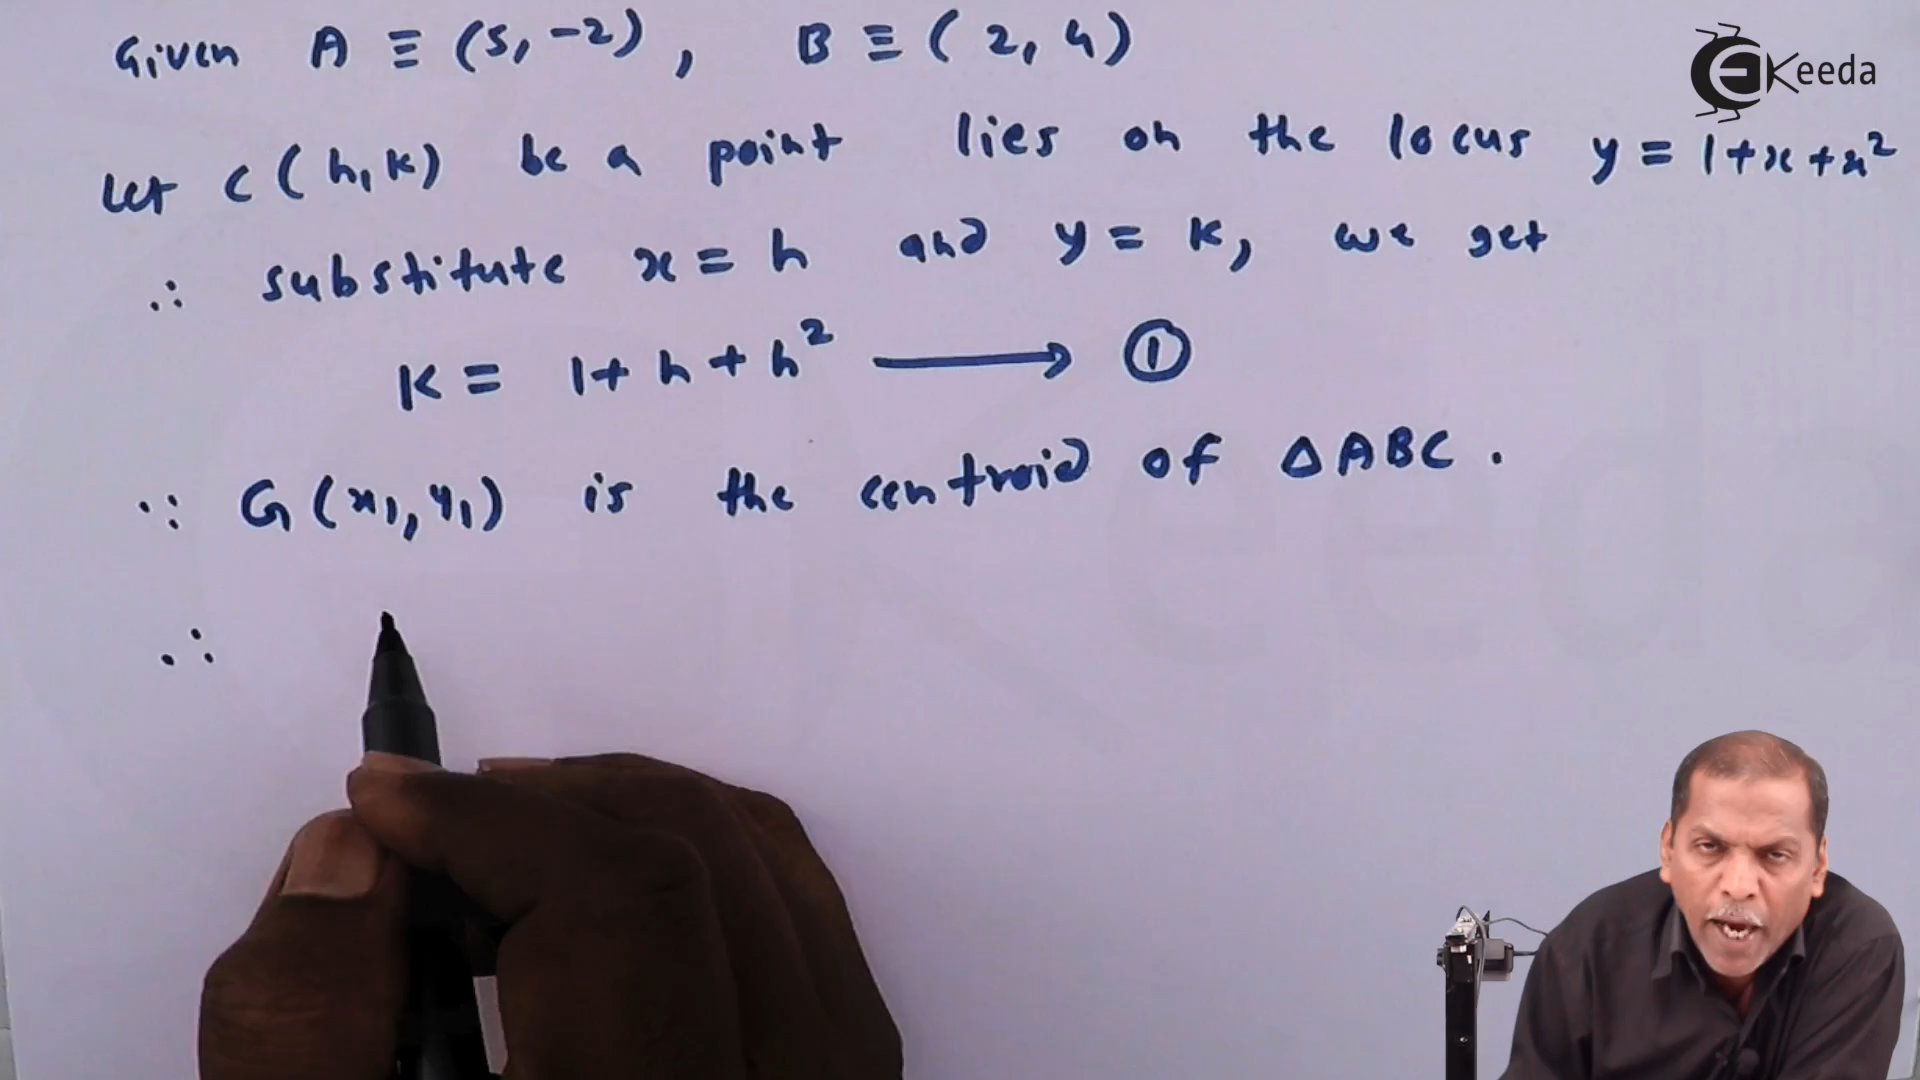 Given A ≡ (5, -2), B ≡ (2, 4)
Keeda
Let C(h,k) be a point lies on the locus y = 1+x+x²
∴ substitute x = h and y = k, we get
K = 1 + h + h² ⟶ ①
∵ G(x₁, y₁) is the centroid of ΔABC.
∴